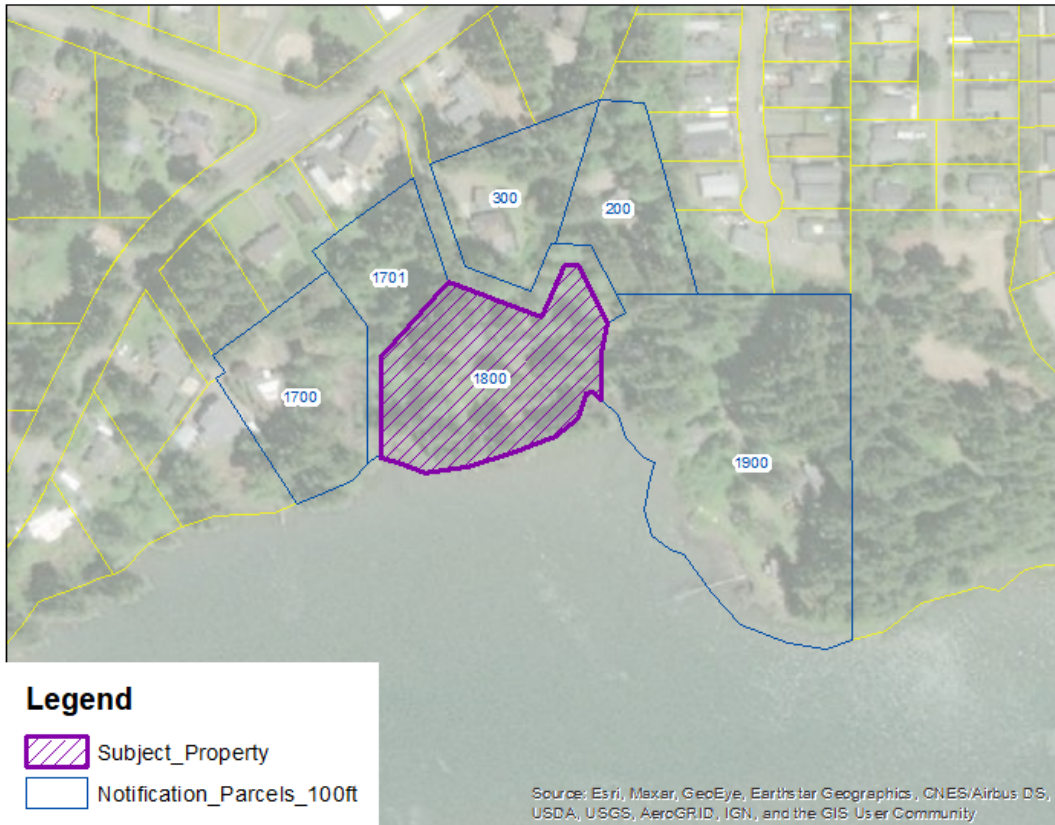 300
200
1701
1800
1700
1900
Legend
Subject_Property
Notification_Parcels_100ft
Source: Esri, Maxar, GeoEye, Earthstar Geographics, CNES/Airbus DS,
USDA, USGS, AeroGRID, IGN, and the GIS User Community